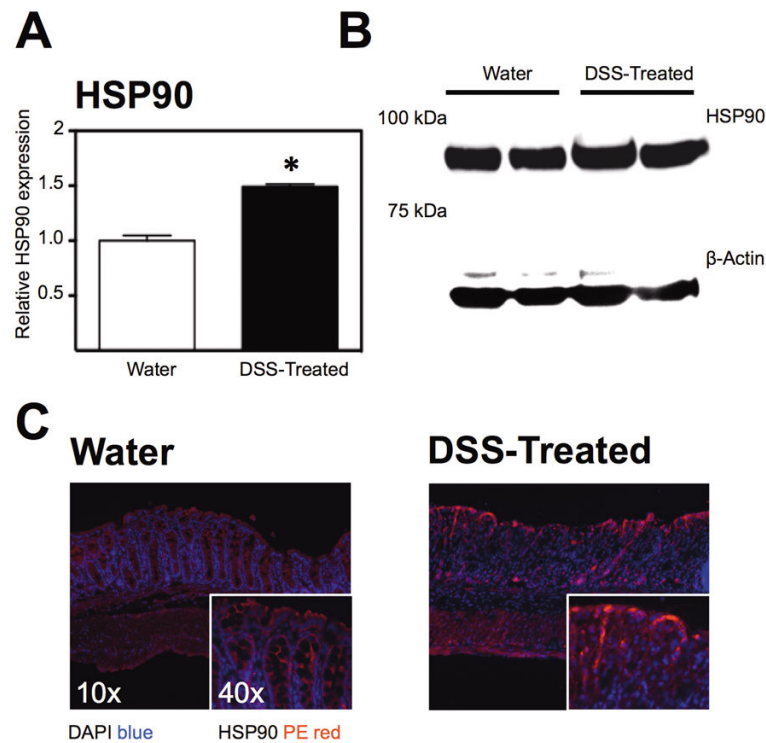 A
HSP90
Relative HSP90 expression
2
1.5
1.0
0.5
*
Water
DSS-Treated
B
Water
DSS-Treated
100 kDa
HSP90
75 kDa
β-Actin
C
Water
DSS-Treated
10x
40x
DAPI blue
HSP90 PE red